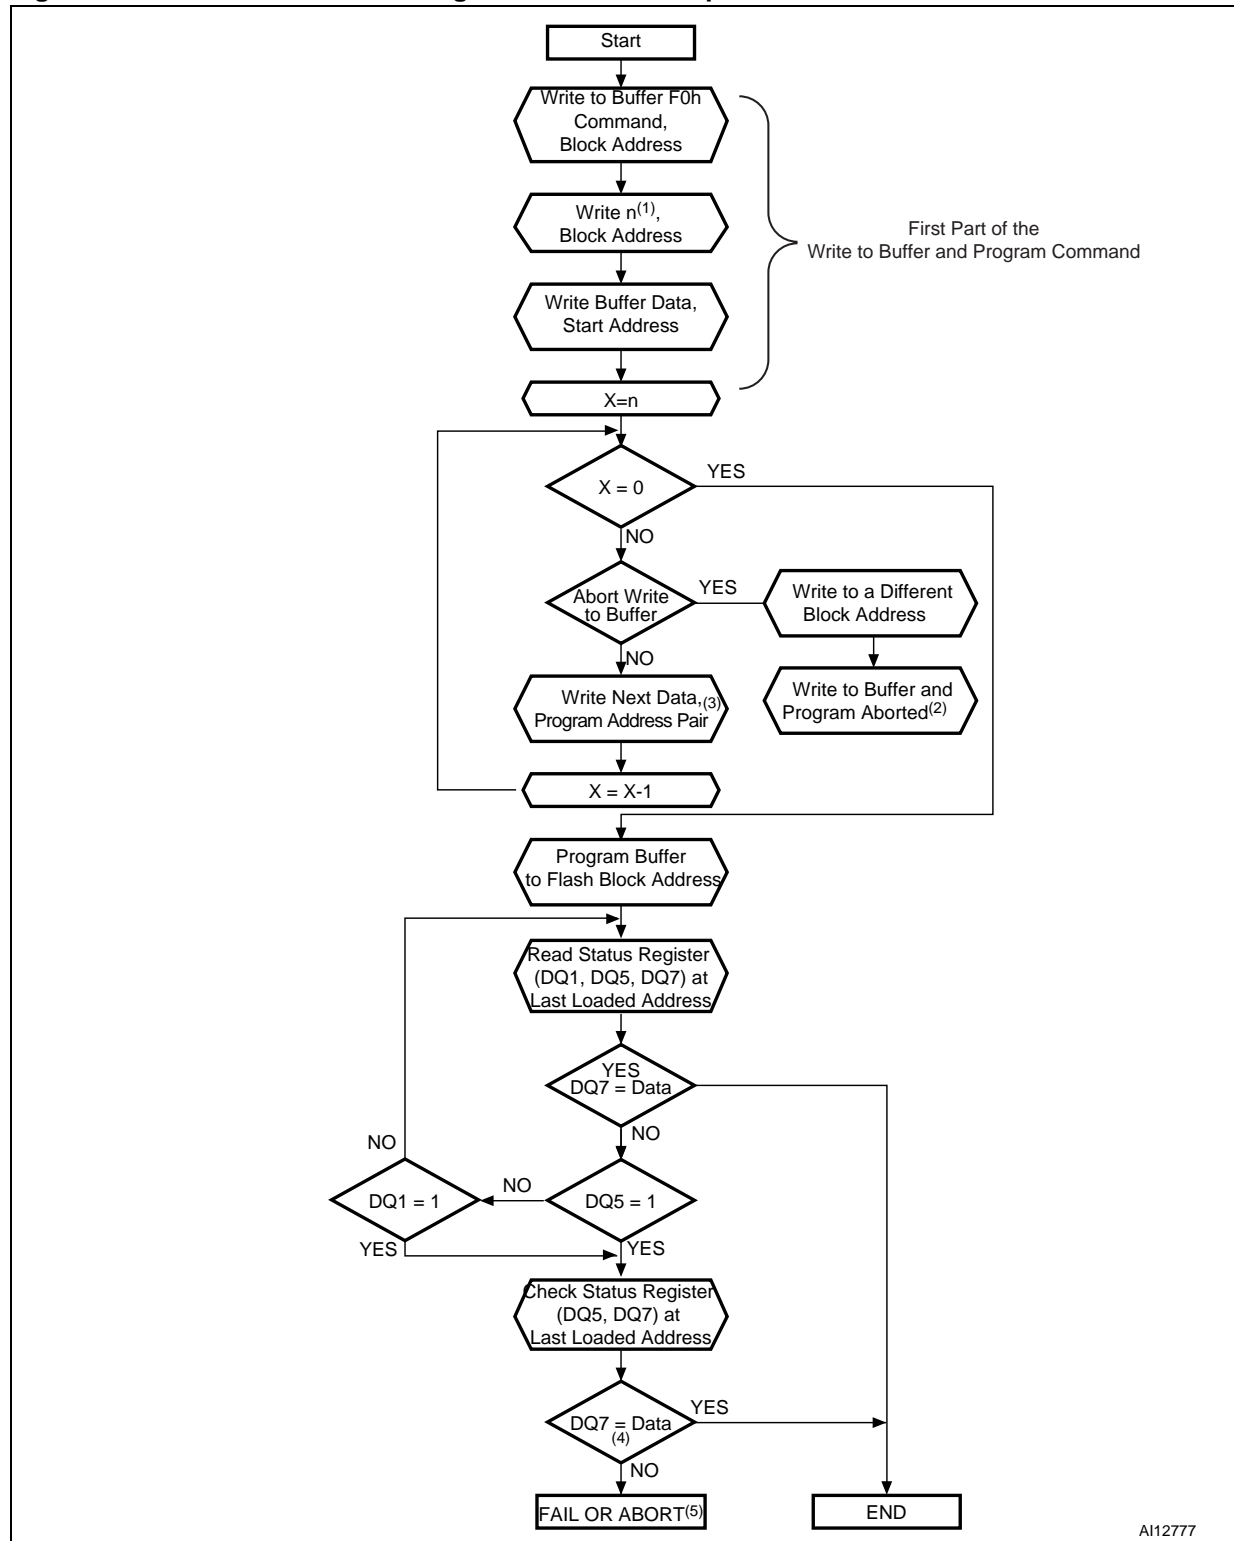 Start
Write to Buffer F0h
Command,
Block Address
Write n(1),
Block Address
First Part of the
Write to Buffer and Program Command
Write Buffer Data,
Start Address
X=n
X = 0
YES
NO
Abort Write
to Buffer
YES
Write to a Different
Block Address
NO
Write Next Data,(3)
Program Address Pair
Write to Buffer and
Program Aborted(2)
X = X-1
Program Buffer
to Flash Block Address
Read Status Register
(DQ1, DQ5, DQ7) at
Last Loaded Address
YES
DQ7 = Data
NO
NO
DQ1 = 1
NO
DQ5 = 1
YES
YES
Check Status Register
(DQ5, DQ7) at
Last Loaded Address
DQ7 = Data
(4)
YES
NO
FAIL OR ABORT(5)
END
AI12777